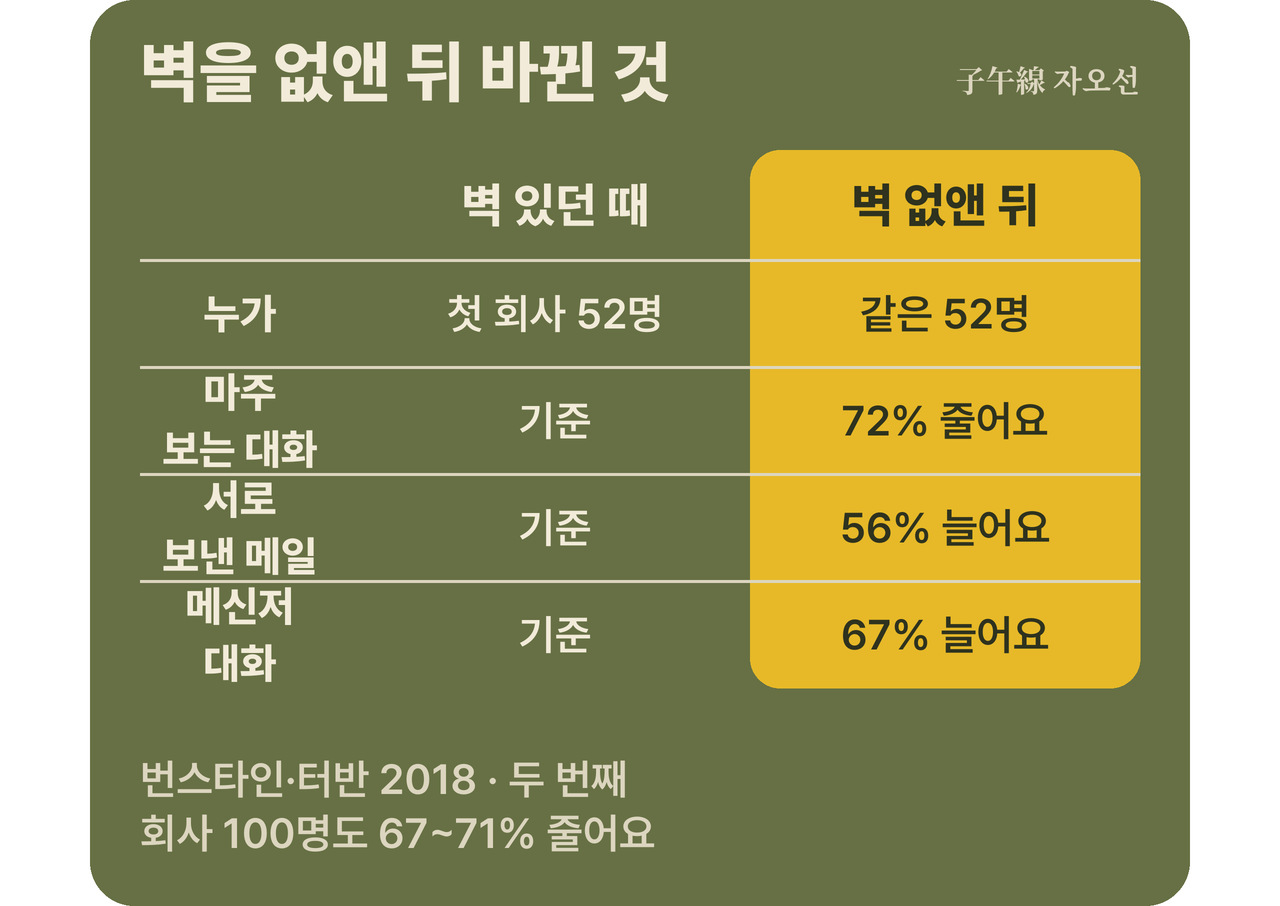 벽을 없앤 뒤 바뀐 것
子午線 자오선
벽 있던 때
벽 없앤 뒤
누가
첫 회사 52명
같은 52명
마주
보는 대화
기준
72% 줄어요
서로
보낸 메일
기준
56% 늘어요
메신저
대화
기준
67% 늘어요
번스타인·터반 2018 · 두 번째
회사 100명도 67~71% 줄어요